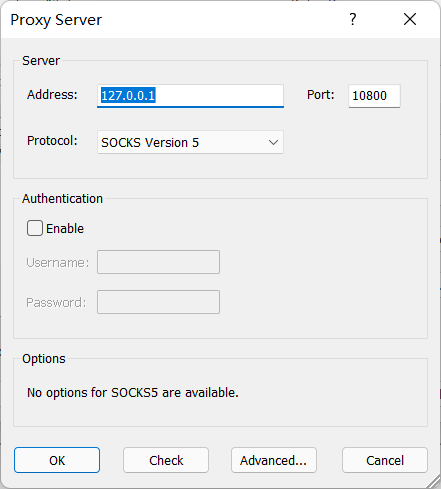 Proxy Server
?
Server
Address: 127.0.0.1 Port: 10800
Protocol: SOCKS Version 5
Authentication
Enable
Username:
Password:
Options
No options for SOCKS5 are available.
OK Check Advanced... Cancel